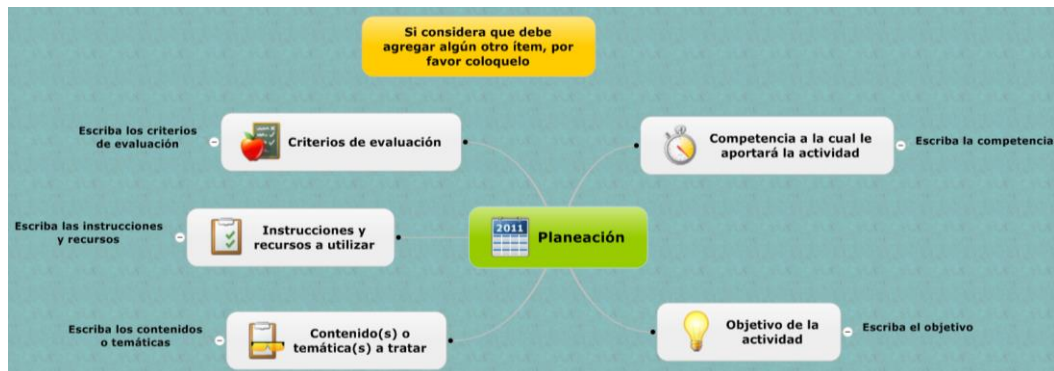 Si considera que debe
agregar algún otro ítem, por
favor coloquelo
Escriba los criterios
de evaluación
Criterios de evaluación
Competencia a la cual le
aportará la actividad
Escriba la competencia
Escriba las instrucciones
y recursos
Instrucciones y
recursos a utilizar
2011
Planeación
Escriba los contenidos
o temáticas
Contenido(s) o
temática(s) a tratar
Objetivo de la
actividad
Escriba el objetivo